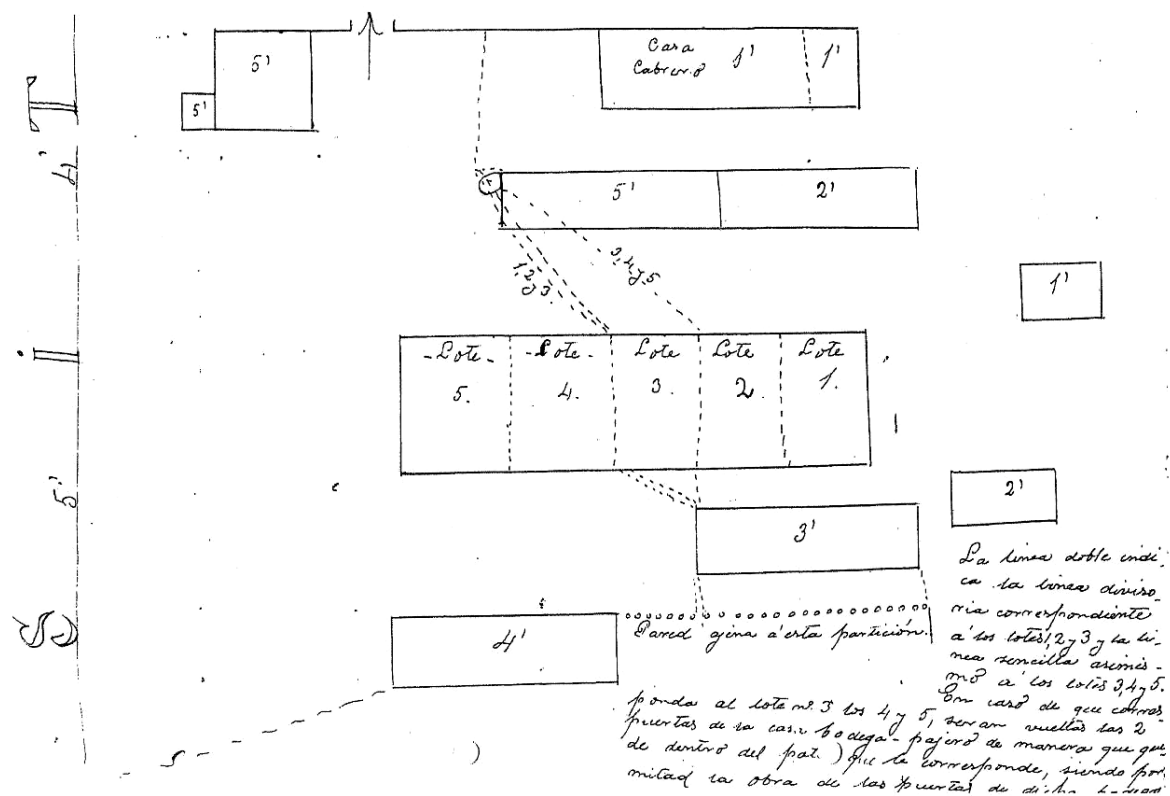 5'
5'
Casa
Cabrero
1'
1'
5'
2'
1, 2
y 3.
3, 4 y 5
1'
- Lote -
5.
- Lote -
4.
Lote
3.
Lote
2.
Lote
1.
3'
2'
4'
4'
5'
Pared agena á esta partición.
La linea doble indi-
ca la linea diviso-
ria correspondiente
á los lotes 1, 2 y 3 y la li-
nea sencilla asimis-
mo á los lotes 3, 4 y 5.
En caso de que corres-
ponda al lote nº 3 los 4 y 5, seran vueltas las 2
puertas de la casa bodega - pajero de manera que que-
de dentro del pat ) que le corresponde, siendo por
mitad la obra de las puertas de dicha